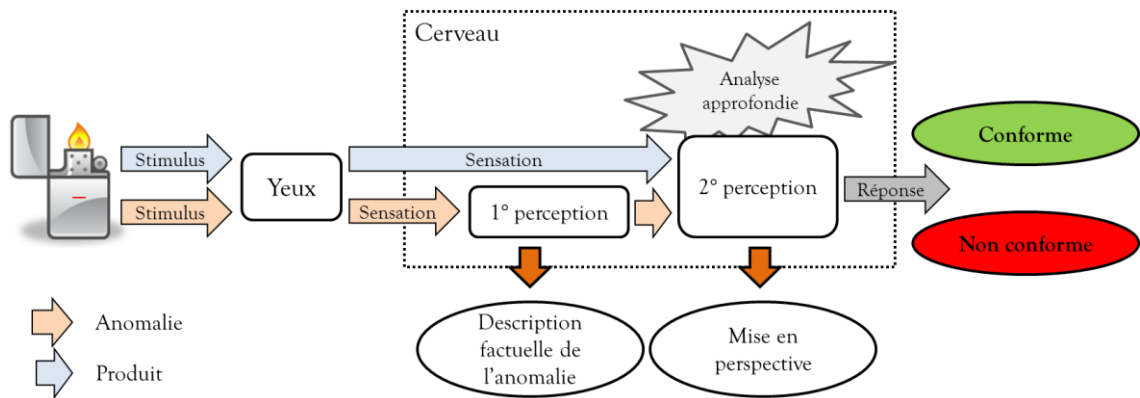 Cerveau
Analyse
approfondie
Conforme
Stimulus
Sensation
Yeux
2° perception
Réponse
Stimulus
Sensation
1° perception
Non conforme
Anomalie
Produit
Description
factuelle de
l'anomalie
Mise en
perspective